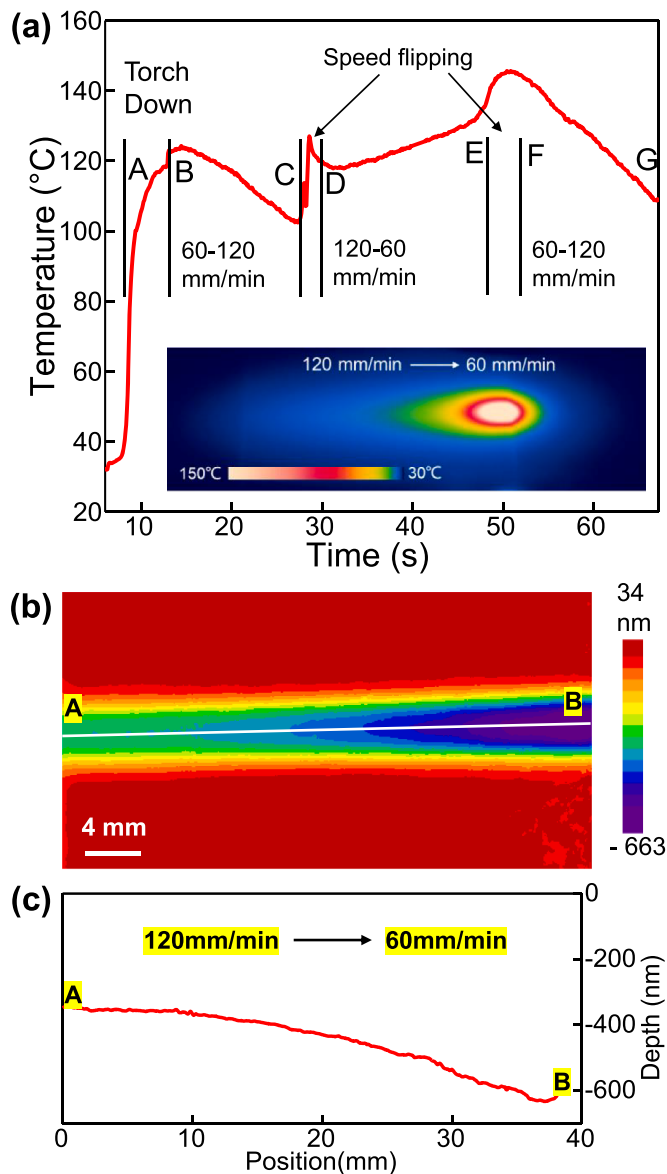 (a)
160
140
120
100
80
60
40
20
Temperature (°C)
Torch
Down
Speed flipping
A
B
C
D
E
F
G
60-120
mm/min
120-60
mm/min
60-120
mm/min
120 mm/min
60 mm/min
150℃
30℃
10
20
30
40
50
60
Time (s)
(b)
A
B
4 mm
34
nm
- 663
(c)
120mm/min
60mm/min
A
B
0
-200
-400
-600
Depth (nm)
0
10
20
30
40
Position(mm)